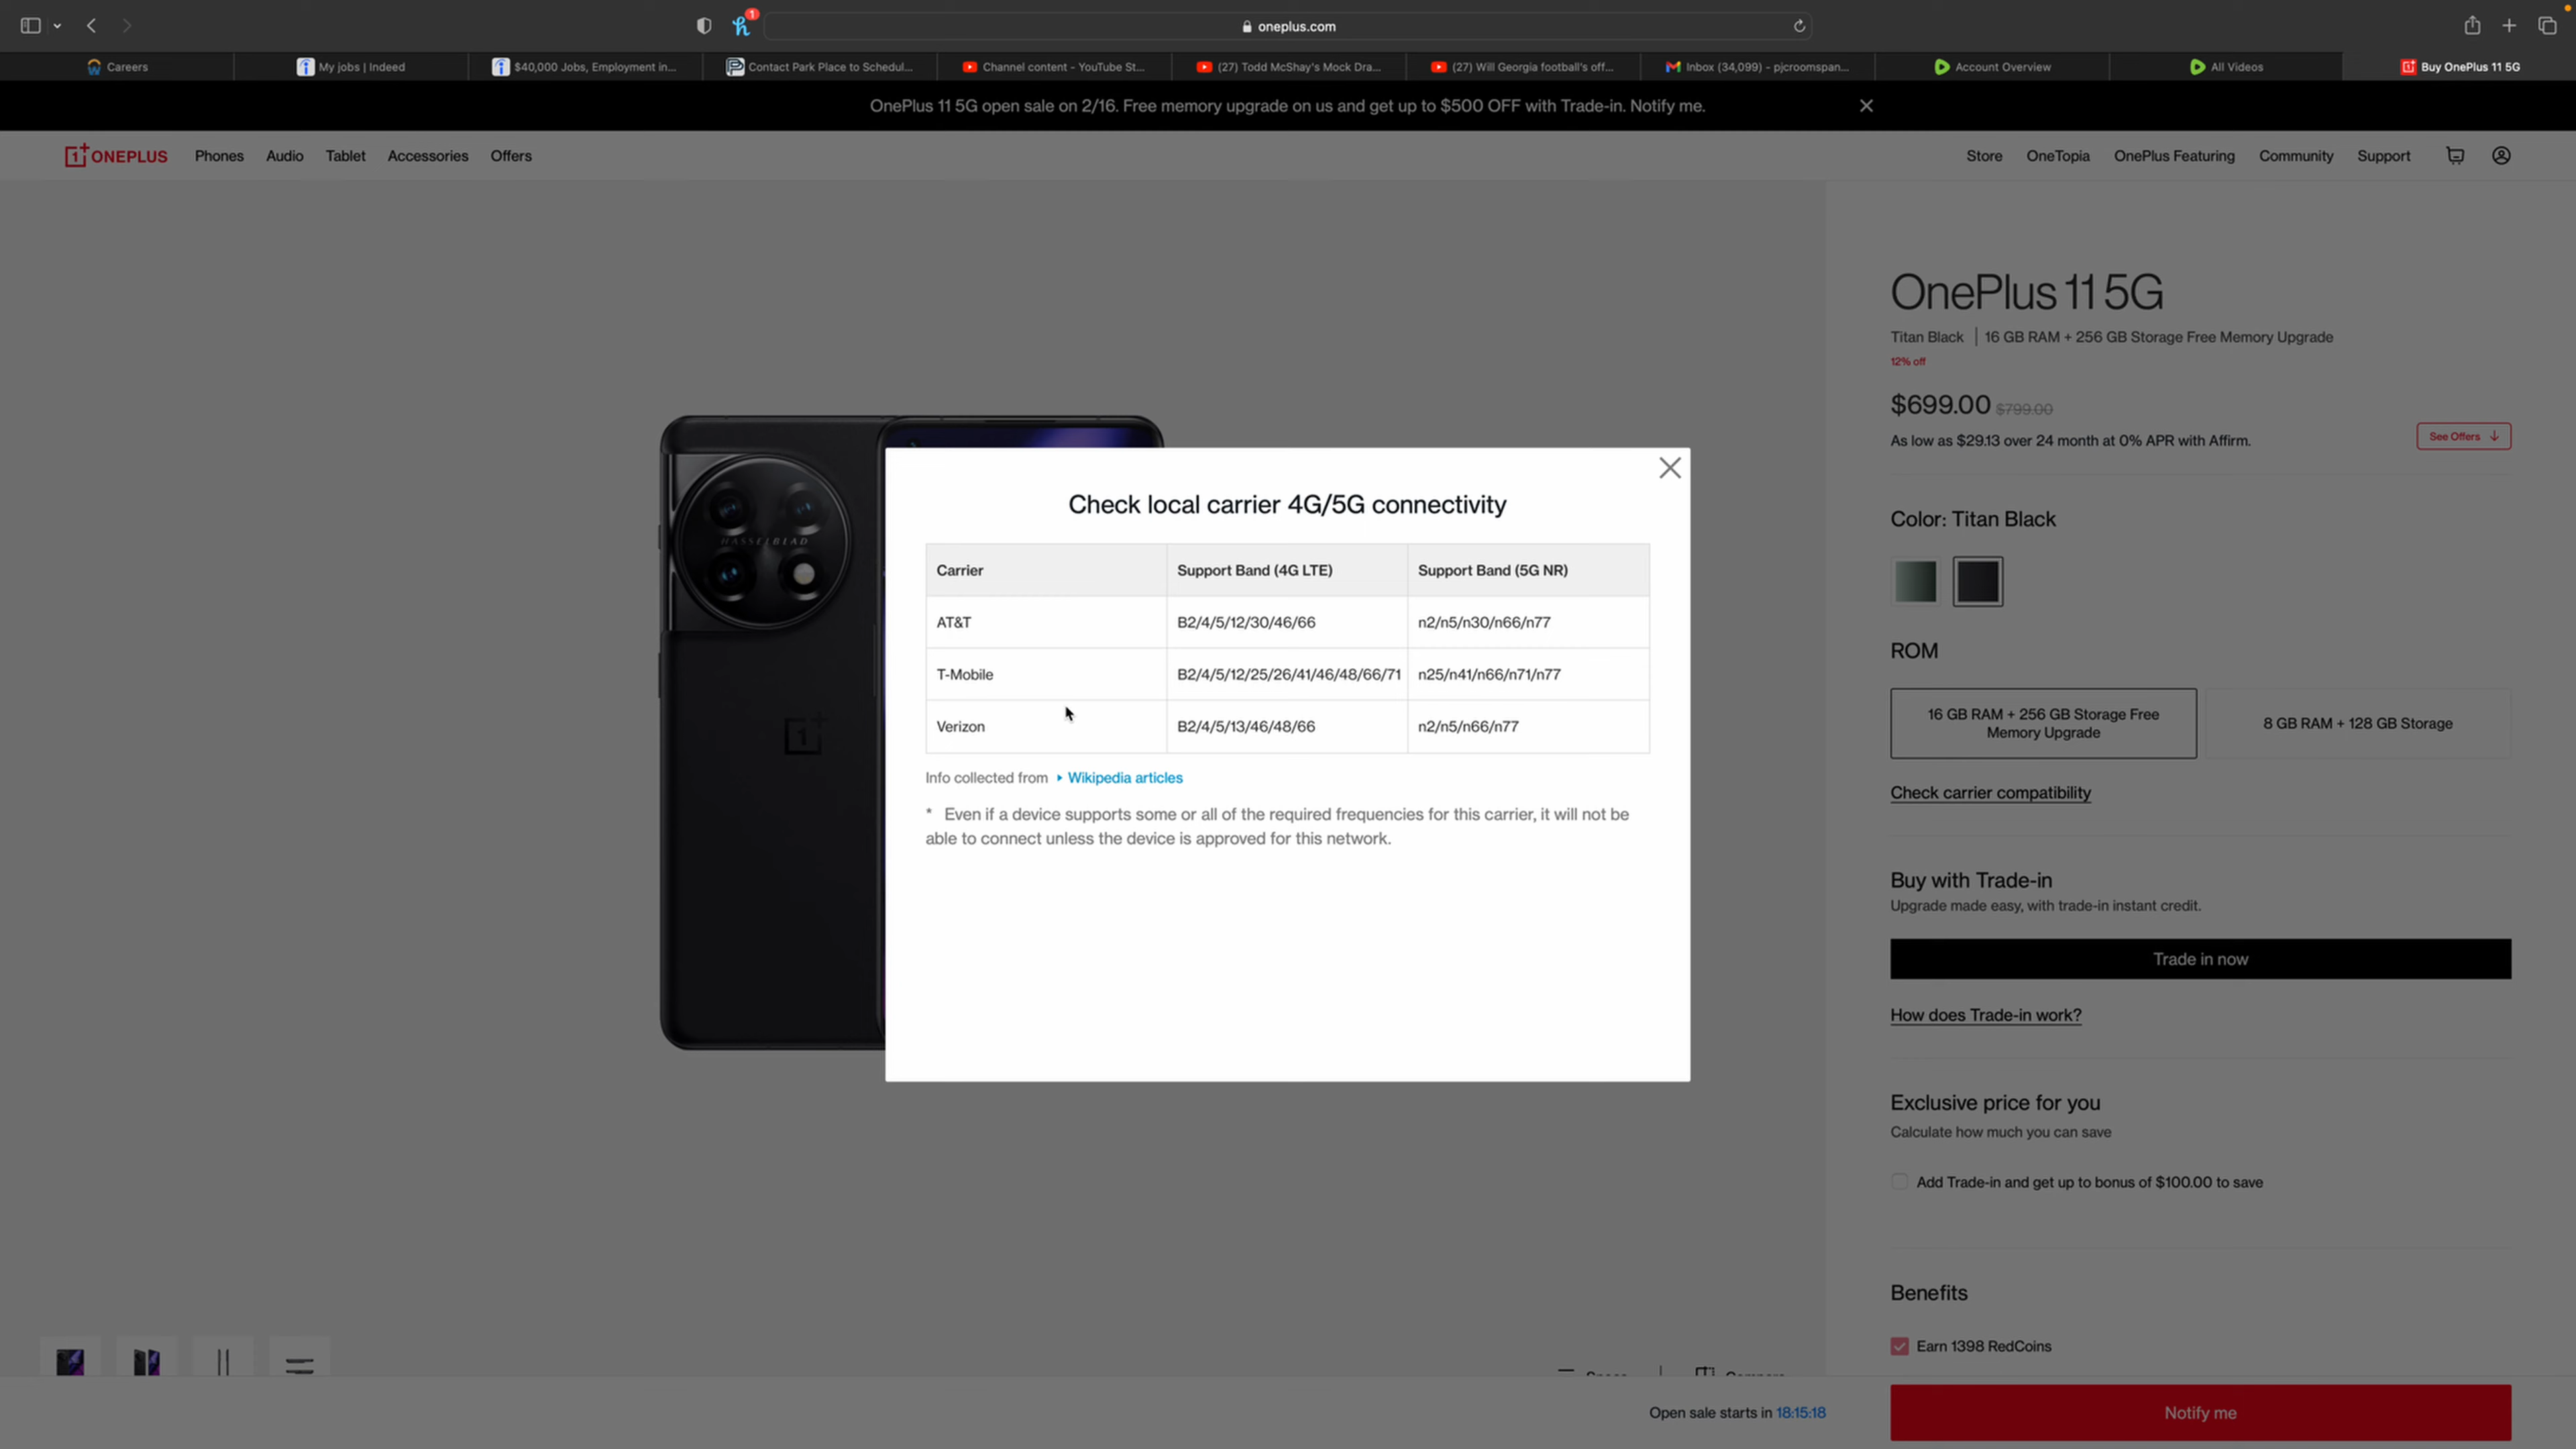 1
oneplus.com
Careers
My jobs | Indeed
$40,000 Jobs, Employment in...
Contact Park Place to Schedul...
Channel content - YouTube St...
(27) Todd McShay's Mock Dra...
(27) Will Georgia football's off...
Inbox (34,099) - pjcroomspan...
Account Overview
All Videos
Buy OnePlus 11 5G
OnePlus 11 5G open sale on 2/16. Free memory upgrade on us and get up to $500 OFF with Trade-in. Notify me.
ONEPLUS
Phones
Audio
Tablet
Accessories
Offers
Store
OneTopia
OnePlus Featuring
Community
Support
HASSELBLAD
Check local carrier 4G/5G connectivity
Carrier Support Band (4G LTE) Support Band (5G NR)
AT&T B2/4/5/12/30/46/66 n2/n5/n30/n66/n77
T-Mobile B2/4/5/12/25/26/41/46/48/66/71 n25/n41/n66/n71/n77
Verizon B2/4/5/13/46/48/66 n2/n5/n66/n77
Info collected from ▸ Wikipedia articles
* Even if a device supports some or all of the required frequencies for this carrier, it will not be
able to connect unless the device is approved for this network.
OnePlus 11 5G
Titan Black | 16 GB RAM + 256 GB Storage Free Memory Upgrade
12% off
$699.00 $799.00
As low as $29.13 over 24 month at 0% APR with Affirm.
See Offers ↓
Color: Titan Black
ROM
16 GB RAM + 256 GB Storage Free
Memory Upgrade
8 GB RAM + 128 GB Storage
Check carrier compatibility
Buy with Trade-in
Upgrade made easy, with trade-in instant credit.
Trade in now
How does Trade-in work?
Exclusive price for you
Calculate how much you can save
Add Trade-in and get up to bonus of $100.00 to save
Benefits
Earn 1398 RedCoins
Open sale starts in 18:15:18
Notify me